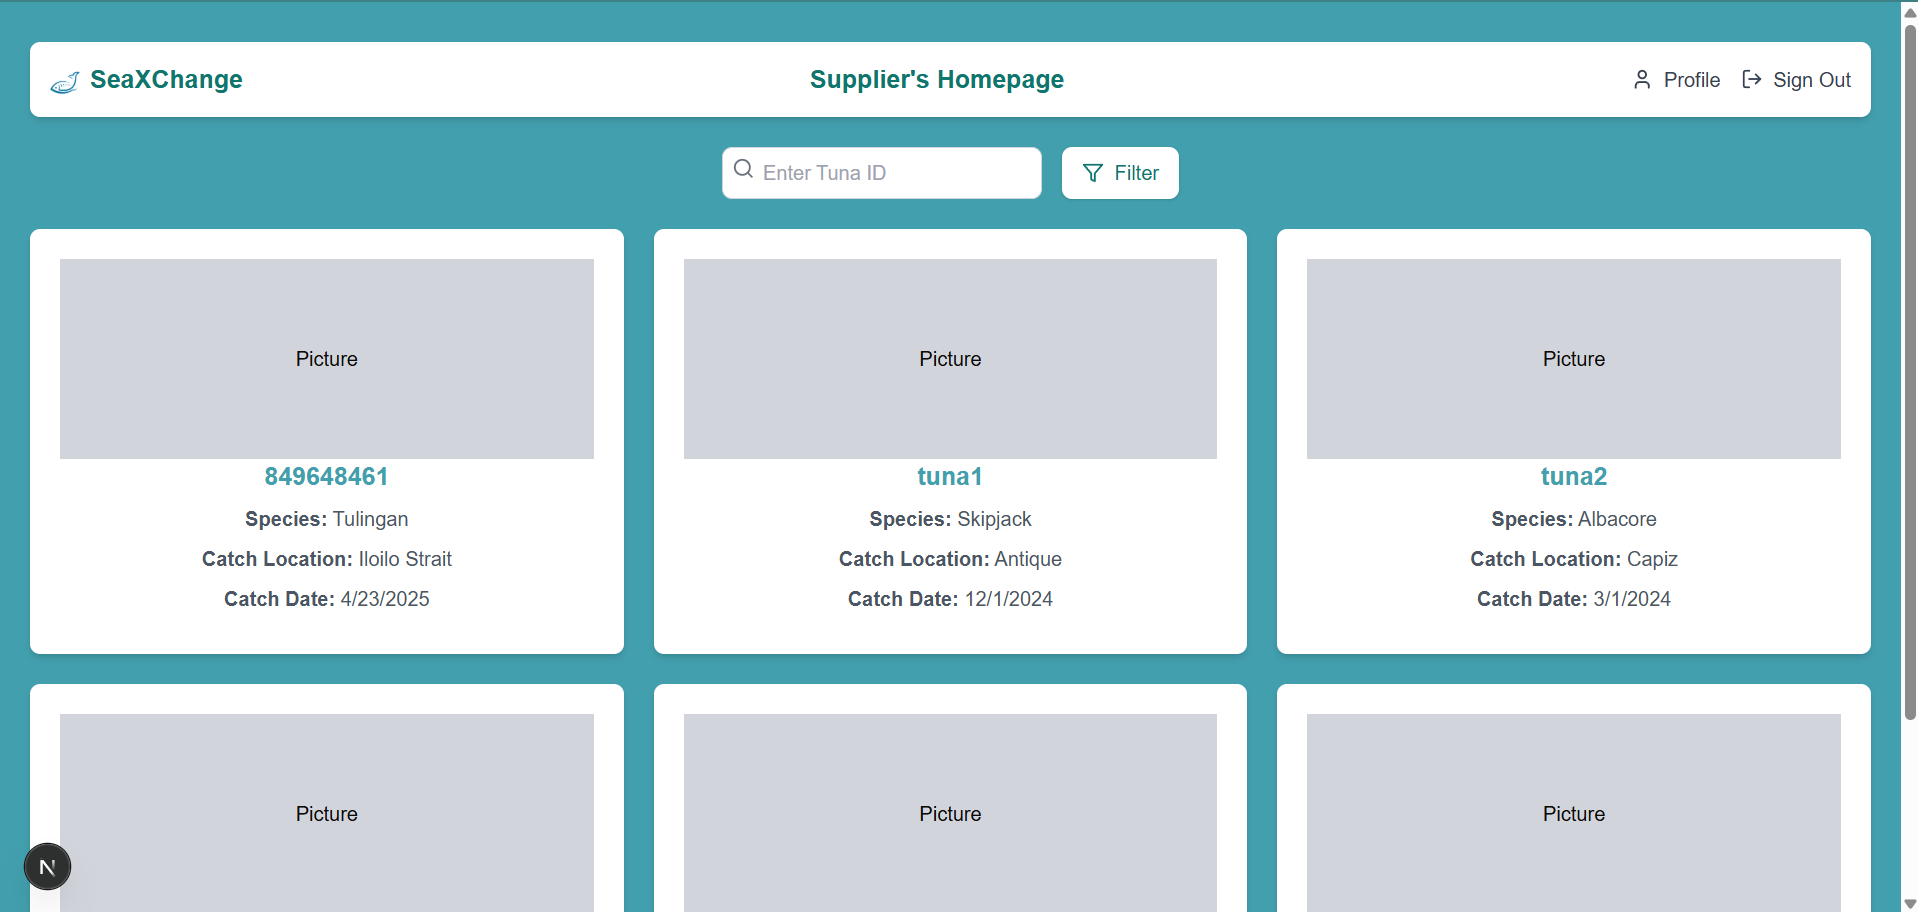 SeaXChange
Supplier's Homepage
Profile
Sign Out
Enter Tuna ID
Filter
Picture
849648461
Species: Tulingan
Catch Location: Iloilo Strait
Catch Date: 4/23/2025
Picture
tuna1
Species: Skipjack
Catch Location: Antique
Catch Date: 12/1/2024
Picture
tuna2
Species: Albacore
Catch Location: Capiz
Catch Date: 3/1/2024
Picture
Picture
Picture
N